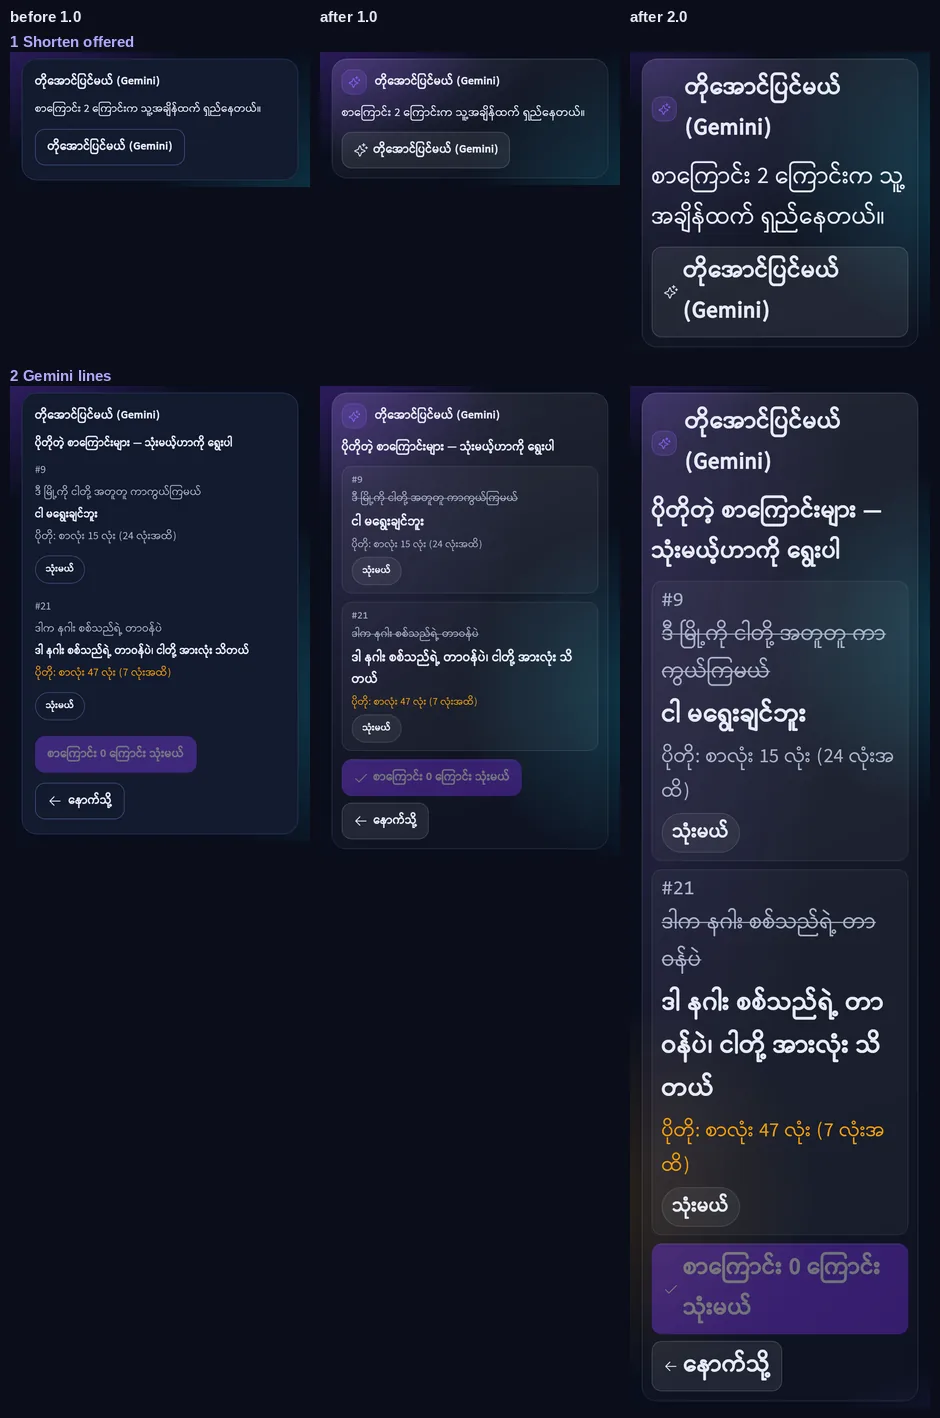 before 1.0
after 1.0
after 2.0
1 Shorten offered
တိုအောင်ပြင်မယ် (Gemini)
စာကြောင်း 2 ကြောင်းက သူ့အချိန်ထက် ရှည်နေတယ်။
တိုအောင်ပြင်မယ် (Gemini)
တိုအောင်ပြင်မယ် (Gemini)
စာကြောင်း 2 ကြောင်းက သူ့အချိန်ထက် ရှည်နေတယ်။
တိုအောင်ပြင်မယ် (Gemini)
တိုအောင်ပြင်မယ်
(Gemini)
စာကြောင်း 2 ကြောင်းက သူ့
အချိန်ထက် ရှည်နေတယ်။
တိုအောင်ပြင်မယ်
(Gemini)
2 Gemini lines
တိုအောင်ပြင်မယ် (Gemini)
ပိုတိုတဲ့ စာကြောင်းများ — သုံးမယ့်ဟာကို ရွေးပါ
#9
ဒီ မြို့ကို ငါတို့ အတူတူ ကာကွယ်ကြမယ်
ငါ မရွေးချင်ဘူး
ပိုတို: စာလုံး 15 လုံး (24 လုံးအထိ)
သုံးမယ်
#21
ဒါက နဂါး စစ်သည်ရဲ့ တာဝန်ပဲ
ဒါ နဂါး စစ်သည်ရဲ့ တာဝန်ပဲ၊ ငါတို့ အားလုံး သိတယ်
ပိုတို: စာလုံး 47 လုံး (7 လုံးအထိ)
သုံးမယ်
စာကြောင်း 0 ကြောင်း သုံးမယ်
← နောက်သို့
တိုအောင်ပြင်မယ် (Gemini)
ပိုတိုတဲ့ စာကြောင်းများ — သုံးမယ့်ဟာကို ရွေးပါ
#9
ဒီ မြို့ကို ငါတို့ အတူတူ ကာကွယ်ကြမယ်
ငါ မရွေးချင်ဘူး
ပိုတို: စာလုံး 15 လုံး (24 လုံးအထိ)
သုံးမယ်
#21
ဒါက နဂါး စစ်သည်ရဲ့ တာဝန်ပဲ
ဒါ နဂါး စစ်သည်ရဲ့ တာဝန်ပဲ၊ ငါတို့ အားလုံး သိ
တယ်
ပိုတို: စာလုံး 47 လုံး (7 လုံးအထိ)
သုံးမယ်
စာကြောင်း 0 ကြောင်း သုံးမယ်
← နောက်သို့
တိုအောင်ပြင်မယ်
(Gemini)
ပိုတိုတဲ့ စာကြောင်းများ —
သုံးမယ့်ဟာကို ရွေးပါ
#9
ဒီ မြို့ကို ငါတို့ အတူတူ ကာ
ကွယ်ကြမယ်
ငါ မရွေးချင်ဘူး
ပိုတို: စာလုံး 15 လုံး (24 လုံးအ
ထိ)
သုံးမယ်
#21
ဒါက နဂါး စစ်သည်ရဲ့ တာ
ဝန်ပဲ
ဒါ နဂါး စစ်သည်ရဲ့ တာ
ဝန်ပဲ၊ ငါတို့ အားလုံး သိ
တယ်
ပိုတို: စာလုံး 47 လုံး (7 လုံးအ
ထိ)
သုံးမယ်
စာကြောင်း 0 ကြောင်း
သုံးမယ်
← နောက်သို့